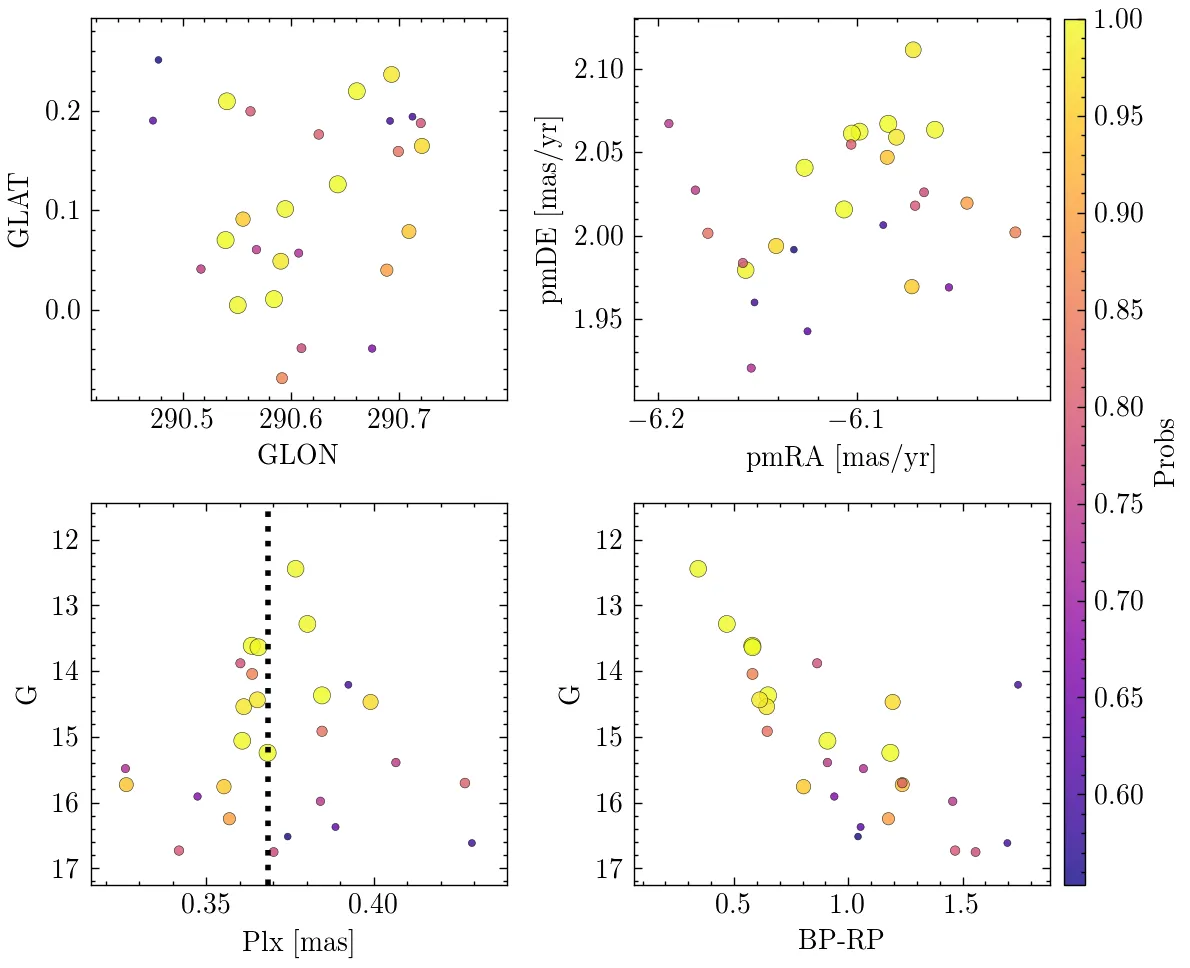 0.2
0.1
0.0
GLAT
290.5 290.6 290.7
GLON
2.10
2.05
2.00
1.95
pmDE [mas/yr]
−6.2 −6.1
pmRA [mas/yr]
12
13
14
15
16
17
G
0.35 0.40
Plx [mas]
12
13
14
15
16
17
G
0.5 1.0 1.5
BP-RP
1.00
0.95
0.90
0.85
0.80
0.75
0.70
0.65
0.60
Probs